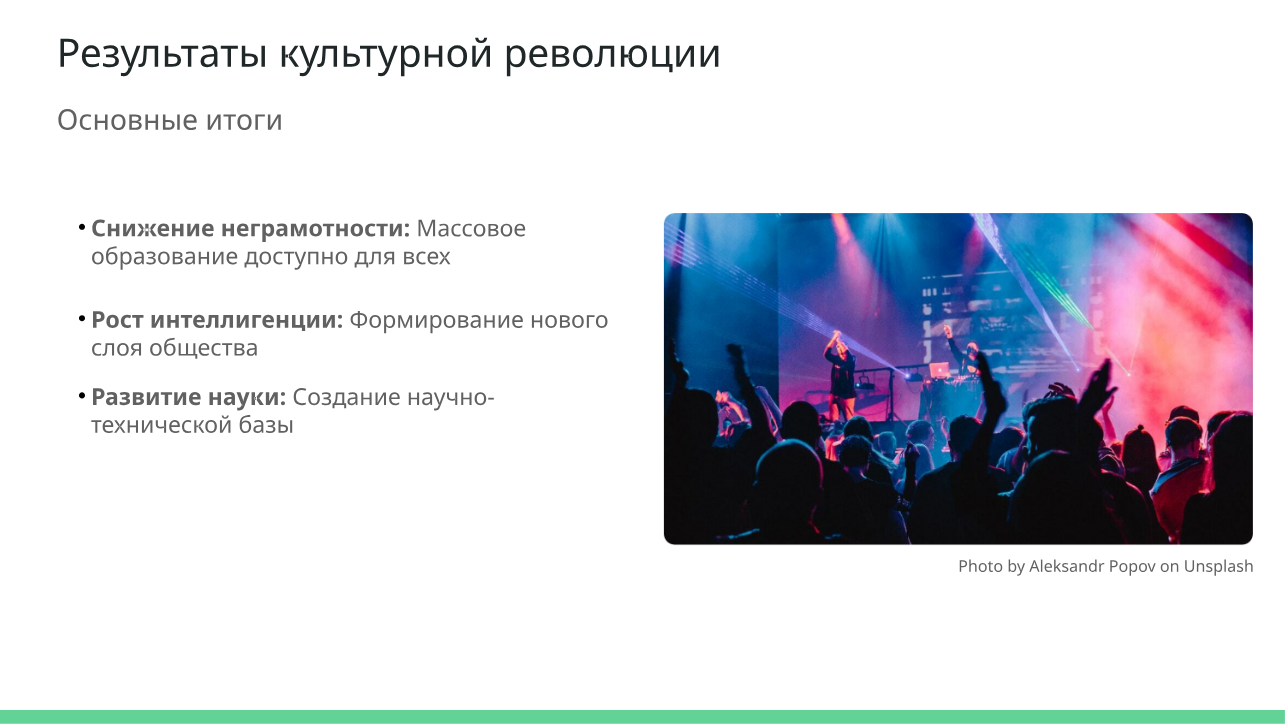 Результаты культурной революции
Основные итоги
• Снижение неграмотности: Массовое
образование доступно для всех
• Рост интеллигенции: Формирование нового
слоя общества
• Развитие науки: Создание научно-
технической базы
Photo by Aleksandr Popov on Unsplash